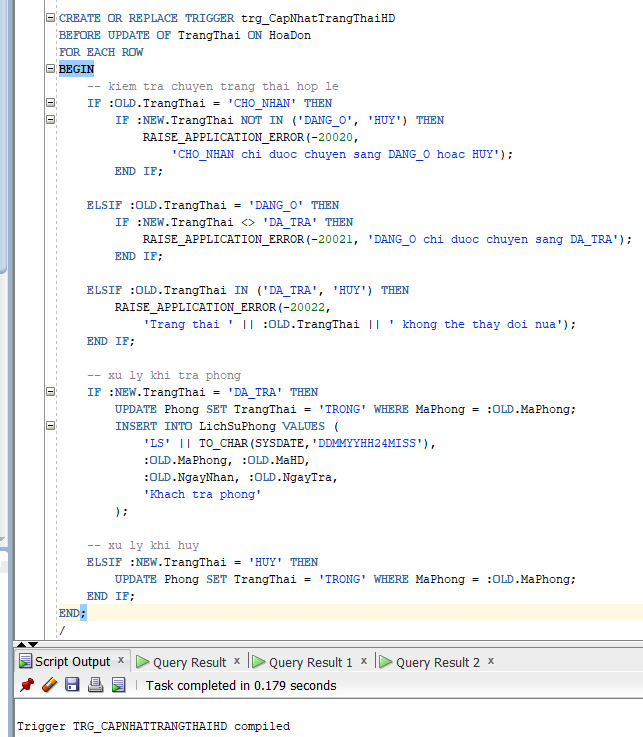 CREATE OR REPLACE TRIGGER trg_CapNhatTrangThaiHD
BEFORE UPDATE OF TrangThai ON HoaDon
FOR EACH ROW
BEGIN
    -- kiem tra chuyen trang thai hop le
    IF :OLD.TrangThai = 'CHO_NHAN' THEN
        IF :NEW.TrangThai NOT IN ('DANG_O', 'HUY') THEN
            RAISE_APPLICATION_ERROR(-20020,
                'CHO_NHAN chi duoc chuyen sang DANG_O hoac HUY');
        END IF;

    ELSIF :OLD.TrangThai = 'DANG_O' THEN
        IF :NEW.TrangThai <> 'DA_TRA' THEN
            RAISE_APPLICATION_ERROR(-20021, 'DANG_O chi duoc chuyen sang DA_TRA');
        END IF;

    ELSIF :OLD.TrangThai IN ('DA_TRA', 'HUY') THEN
        RAISE_APPLICATION_ERROR(-20022,
            'Trang thai ' || :OLD.TrangThai || ' khong the thay doi nua');
    END IF;

    -- xu ly khi tra phong
    IF :NEW.TrangThai = 'DA_TRA' THEN
        UPDATE Phong SET TrangThai = 'TRONG' WHERE MaPhong = :OLD.MaPhong;
        INSERT INTO LichSuPhong VALUES (
            'LS' || TO_CHAR(SYSDATE,'DDMMYYHH24MISS'),
            :OLD.MaPhong, :OLD.MaHD,
            :OLD.NgayNhan, :OLD.NgayTra,
            'Khach tra phong'
        );

    -- xu ly khi huy
    ELSIF :NEW.TrangThai = 'HUY' THEN
        UPDATE Phong SET TrangThai = 'TRONG' WHERE MaPhong = :OLD.MaPhong;
    END IF;
END;
/
Script Output x Query Result x Query Result 1 x Query Result 2 x
Task completed in 0.179 seconds
Trigger TRG_CAPNHATTRANGTHAIHD compiled